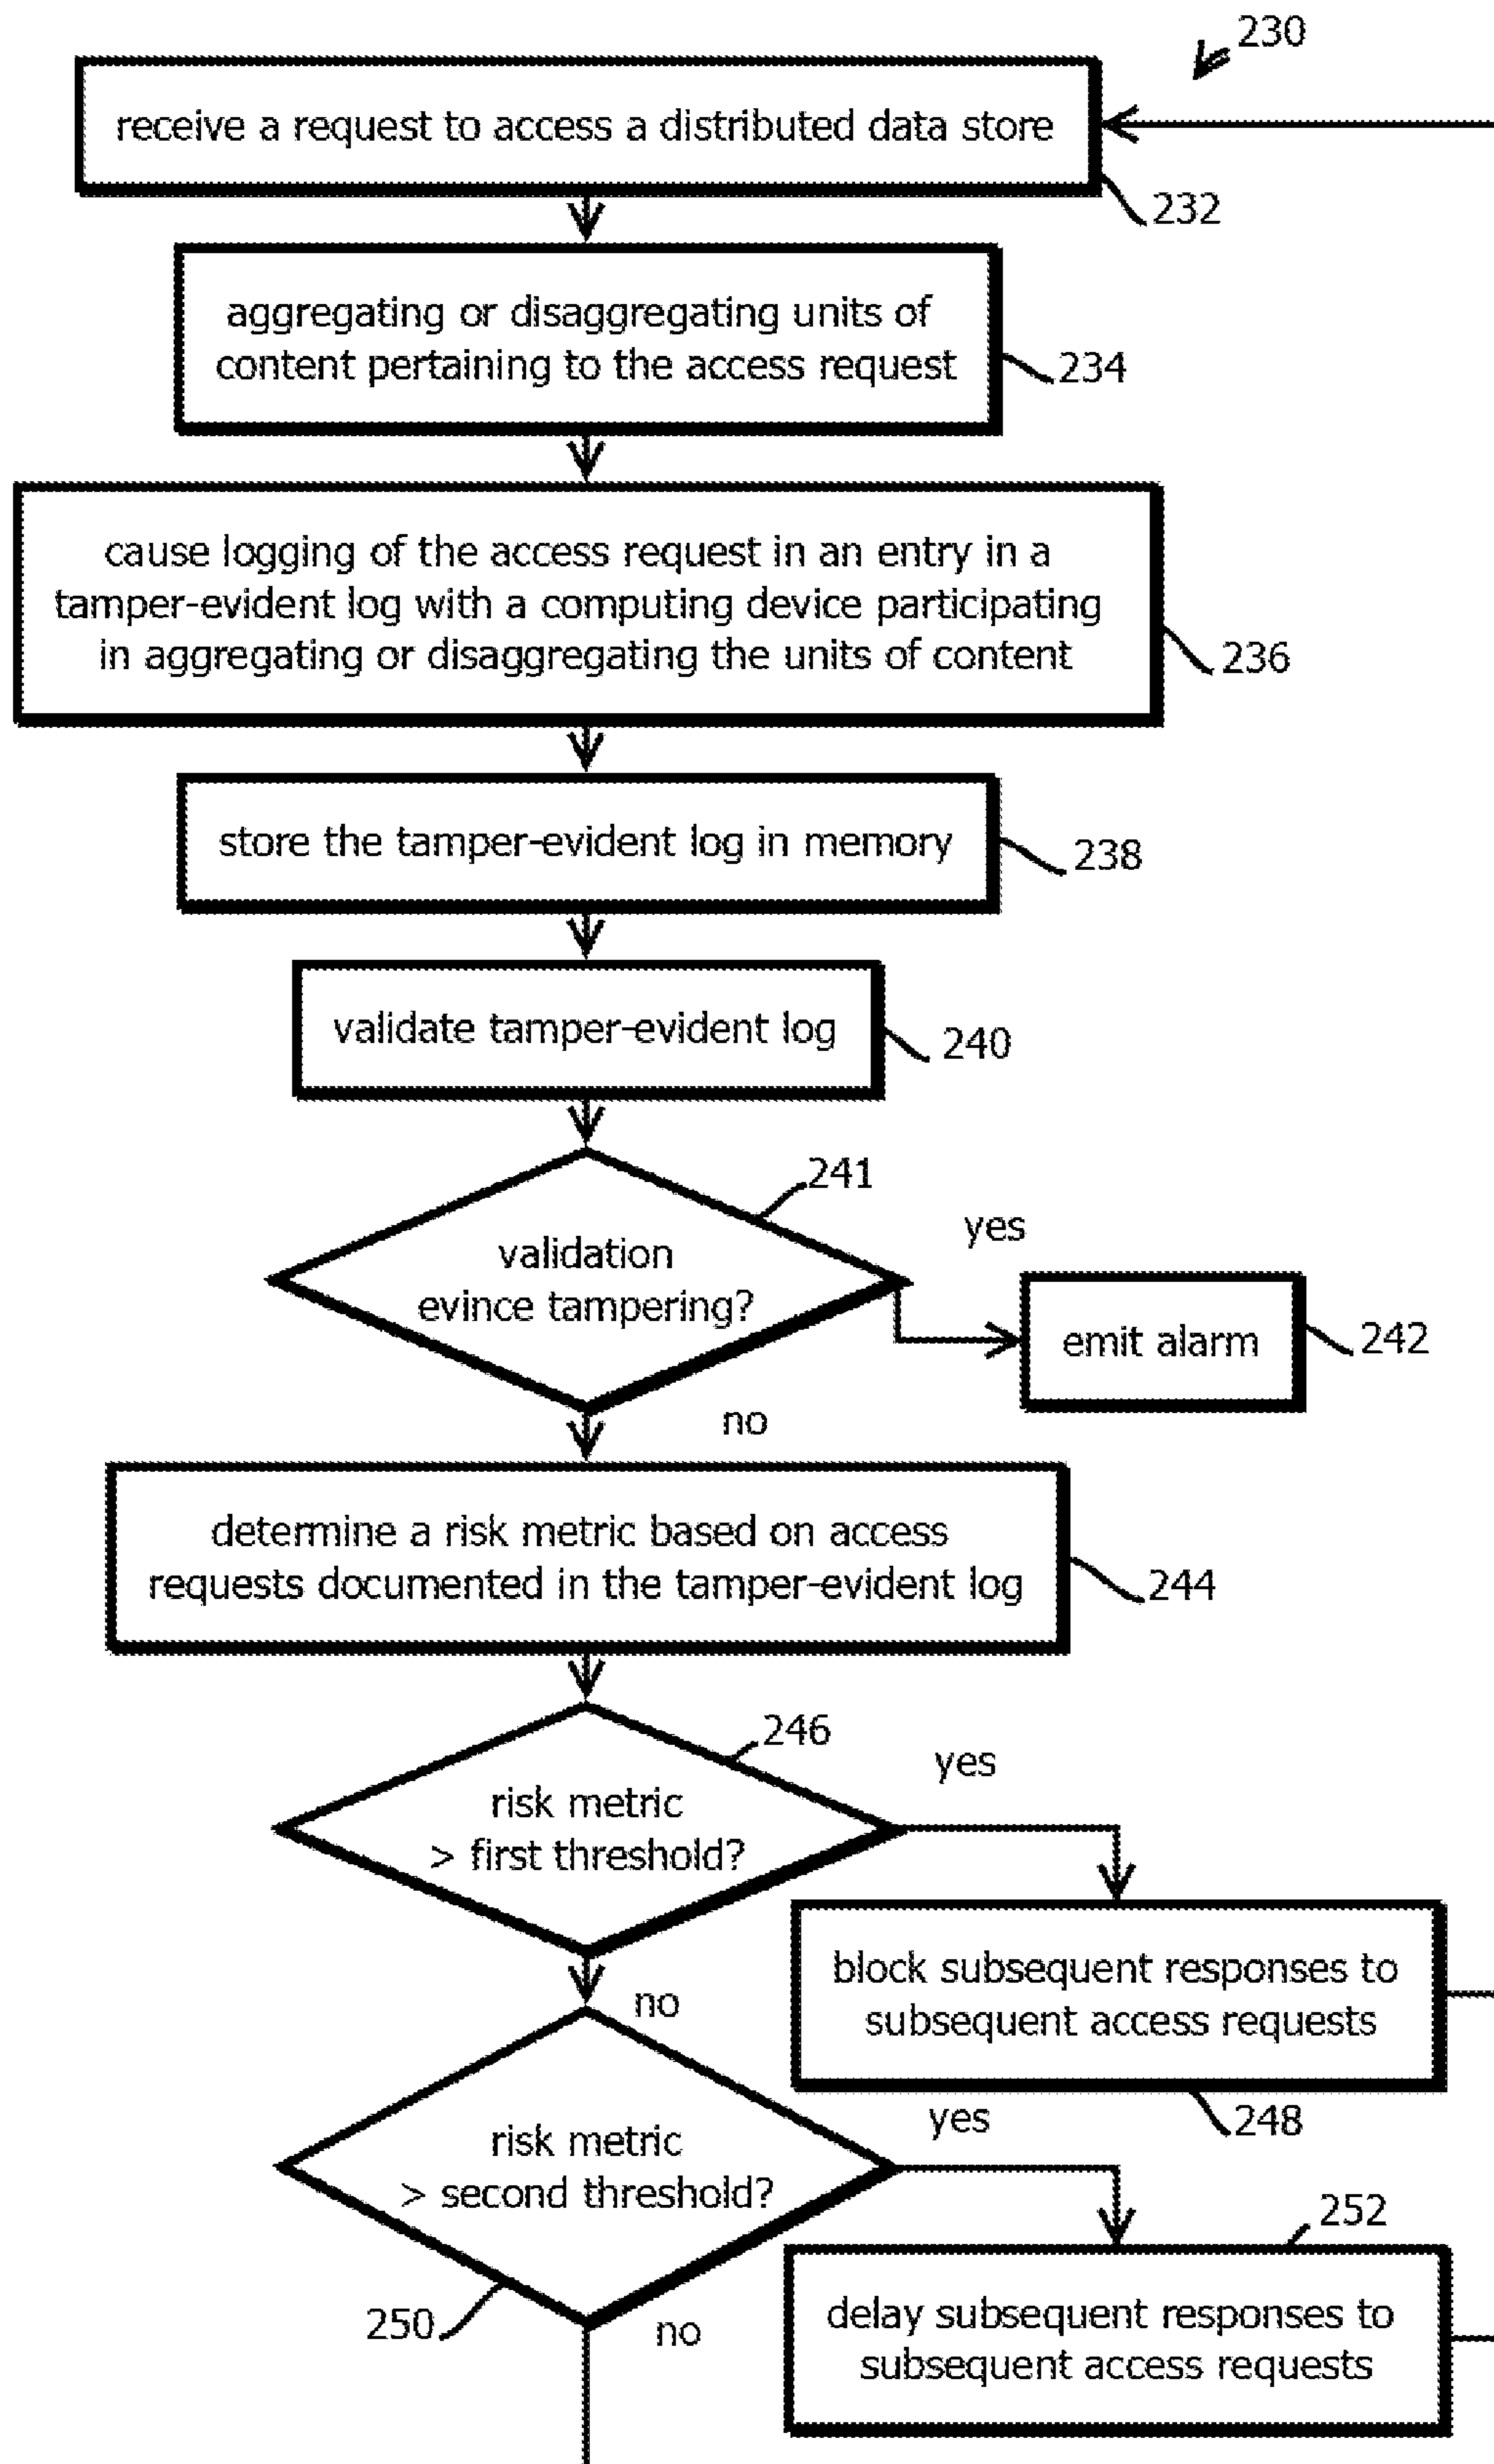 230
receive a request to access a distributed data store
232
aggregating or disaggregating units of
content pertaining to the access request
234
cause logging of the access request in an entry in a
tamper-evident log with a computing device participating
in aggregating or disaggregating the units of content
236
store the tamper-evident log in memory
238
validate tamper-evident log
240
241
validation
evince tampering?
yes
emit alarm
242
no
determine a risk metric based on access
requests documented in the tamper-evident log
244
246
risk metric
> first threshold?
yes
block subsequent responses to
subsequent access requests
248
no
risk metric
> second threshold?
yes
250
252
delay subsequent responses to
subsequent access requests
no